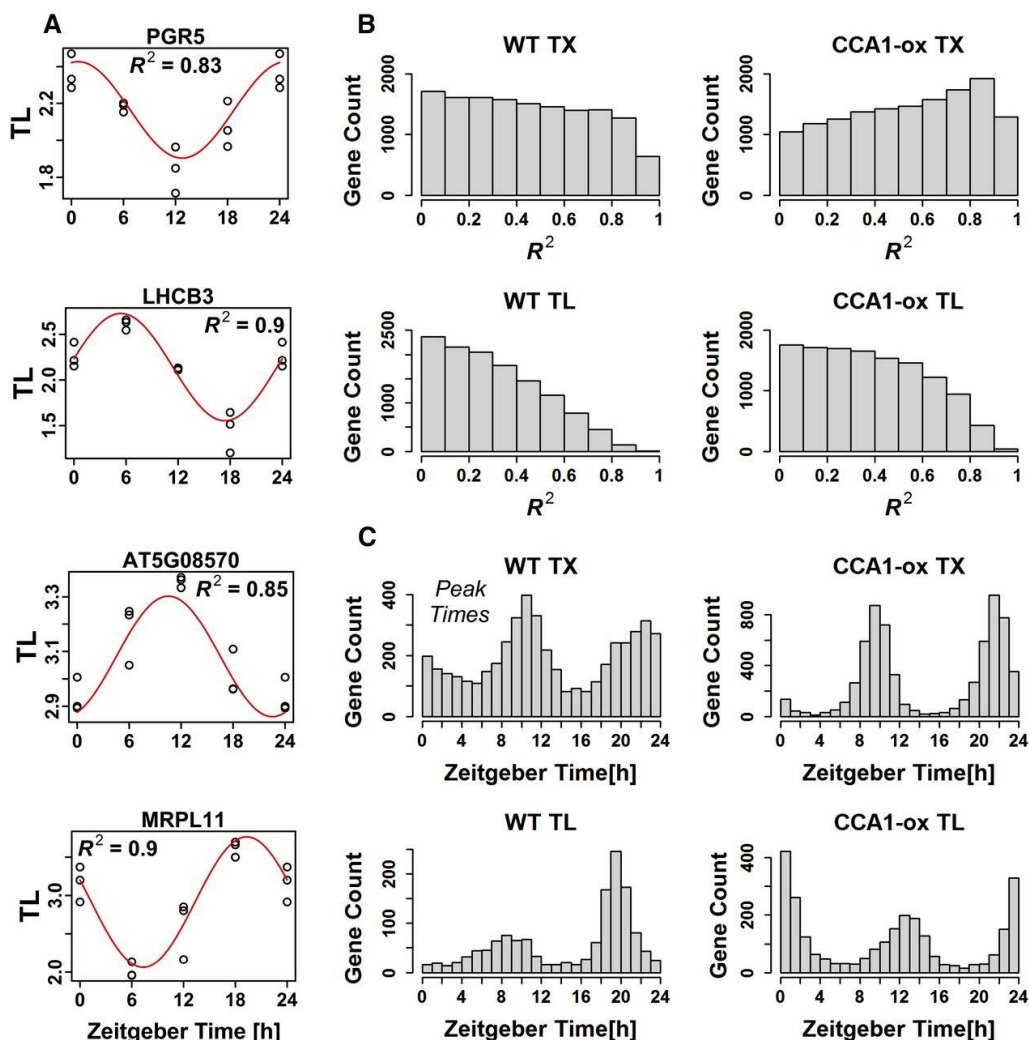 A
PGR5
R² = 0.83
TL
1.8
2.2
0 6 12 18 24
LHCB3
R² = 0.9
TL
1.5
2.0
2.5
0 6 12 18 24
AT5G08570
R² = 0.85
TL
2.9
3.1
3.3
0 6 12 18 24
MRPL11
R² = 0.9
TL
2.0
3.0
0 6 12 18 24
Zeitgeber Time [h]
B
WT TX
Gene Count
0 1000 2000
0 0.2 0.4 0.6 0.8 1
R²
CCA1-ox TX
Gene Count
0 1000 2000
0 0.2 0.4 0.6 0.8 1
R²
WT TL
Gene Count
0 1000 2500
0 0.2 0.4 0.6 0.8 1
R²
CCA1-ox TL
Gene Count
0 1000 2000
0 0.2 0.4 0.6 0.8 1
R²
C
WT TX
Peak
Times
Gene Count
0 200 400
0 4 8 12 16 20 24
Zeitgeber Time[h]
CCA1-ox TX
Gene Count
0 400 800
0 4 8 12 16 20 24
Zeitgeber Time[h]
WT TL
Gene Count
0 100 200
0 4 8 12 16 20 24
Zeitgeber Time[h]
CCA1-ox TL
Gene Count
0 200 400
0 4 8 12 16 20 24
Zeitgeber Time[h]